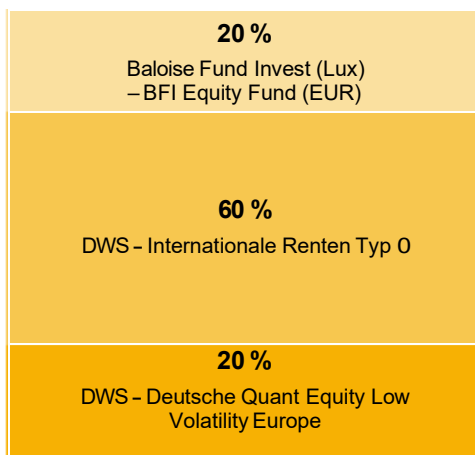 20 %
Baloise Fund Invest (Lux)
– BFI Equity Fund (EUR)
60 %
DWS – Internationale Renten Typ O
20 %
DWS – Deutsche Quant Equity Low
Volatility Europe